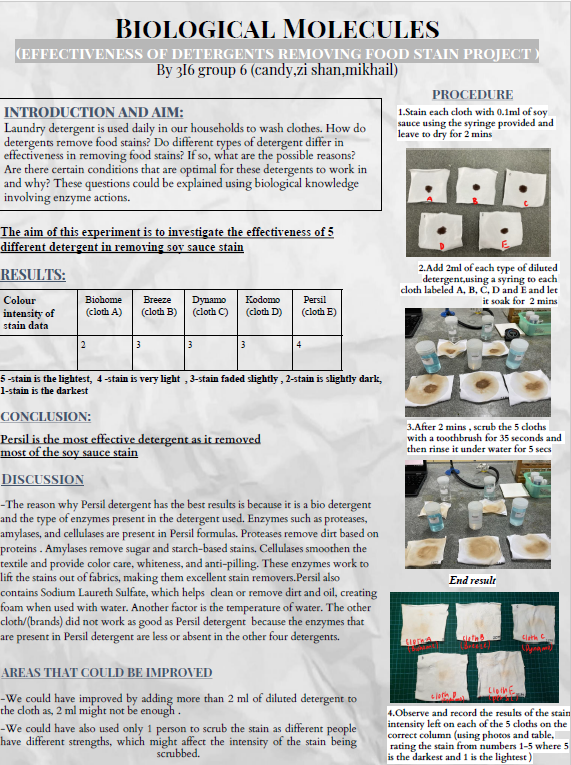 BIOLOGICAL MOLECULES
(EFFECTIVENESS OF DETERGENTS REMOVING FOOD STAIN PROJECT )
By 3I6 group 6 (candy,zi shan,mikhail)
INTRODUCTION AND AIM:
Laundry detergent is used daily in our households to wash clothes. How do
detergents remove food stains? Do different types of detergent differ in
effectiveness in removing food stains? If so, what are the possible reasons?
Are there certain conditions that are optimal for these detergents to work in
and why? These questions could be explained using biological knowledge
involving enzyme actions.
The aim of this experiment is to investigate the effectiveness of 5
different detergent in removing soy sauce stain
RESULTS:
Colour intensity of stain data | Biohome (cloth A) | Breeze (cloth B) | Dynamo (cloth C) | Kodomo (cloth D) | Persil (cloth E)
2 | 3 | 3 | 3 | 4
5 -stain is the lightest, 4 -stain is very light , 3-stain faded slightly , 2-stain is slightly dark,
1-stain is the darkest
CONCLUSION:
Persil is the most effective detergent as it removed
most of the soy sauce stain
DISCUSSION
-The reason why Persil detergent has the best results is because it is a bio detergent
and the type of enzymes present in the detergent used. Enzymes such as proteases,
amylases, and cellulases are present in Persil formulas. Proteases remove dirt based on
proteins . Amylases remove sugar and starch-based stains. Cellulases smoothen the
textile and provide color care, whiteness, and anti-pilling. These enzymes work to
lift the stains out of fabrics, making them excellent stain removers.Persil also
contains Sodium Laureth Sulfate, which helps clean or remove dirt and oil, creating
foam when used with water. Another factor is the temperature of water. The other
cloth/(brands) did not work as good as Persil detergent because the enzymes that
are present in Persil detergent are less or absent in the other four detergents.
AREAS THAT COULD BE IMPROVED
-We could have improved by adding more than 2 ml of diluted detergent to
the cloth as, 2 ml might not be enough .
-We could have also used only 1 person to scrub the stain as different people
have different strengths, which might affect the intensity of the stain being
scrubbed.
PROCEDURE
1.Stain each cloth with 0.1ml of soy
sauce using the syringe provided and
leave to dry for 2 mins
A B C
D E
2.Add 2ml of each type of diluted
detergent,using a syring to each
cloth labeled A, B, C, D and E and let
it soak for 2 mins
3.After 2 mins , scrub the 5 cloths
with a toothbrush for 35 seconds and
then rinse it under water for 5 secs
End result
Cloth A
Cloth B
Cloth C
(Dynamo)
Cloth D
Cloth E
4.Observe and record the results of the stain
intensity left on each of the 5 cloths on the
correct column (using photos and table,
rating the stain from numbers 1-5 where 5
is the darkest and 1 is the lightest )